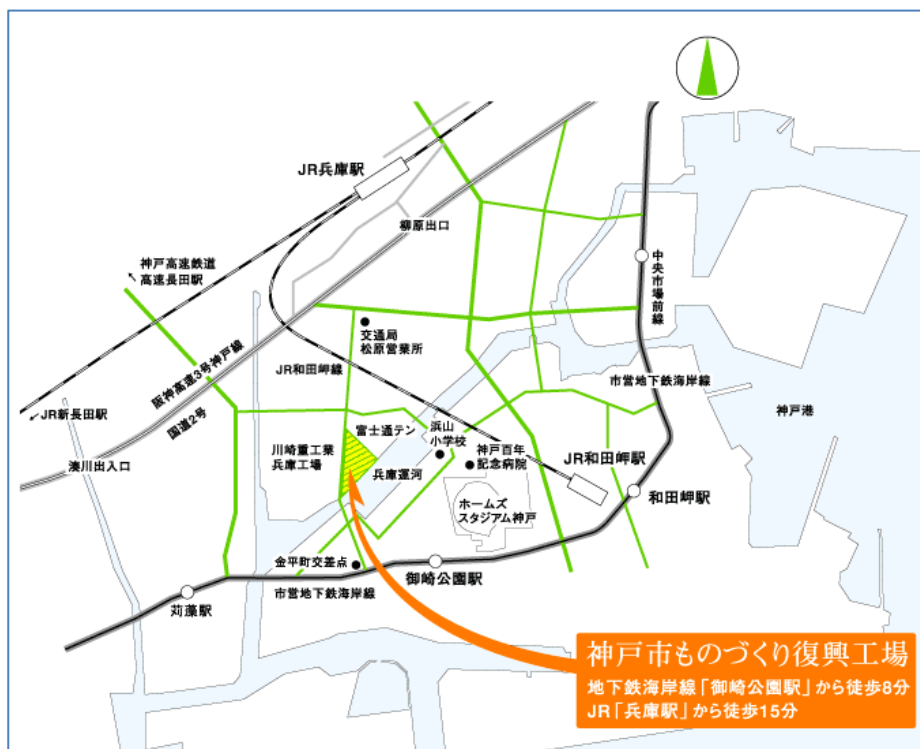 JR兵庫駅
柳原出口
神戸高速鉄道
高速長田駅
中央市場前線
交通局
松原営業所
阪神高速3号神戸線
JR和田岬線
市営地下鉄海岸線
←JR新長田駅
国道2号
神戸港
富士通テン
浜山
小学校
川崎重工業
兵庫工場
神戸百年
記念病院
JR和田岬駅
湊川出入口
兵庫運河
和田岬駅
ホームズ
スタジアム神戸
金平町交差点
御崎公園駅
市営地下鉄海岸線
苅藻駅
神戸市ものづくり復興工場
地下鉄海岸線「御崎公園駅」から徒歩8分
JR「兵庫駅」から徒歩15分